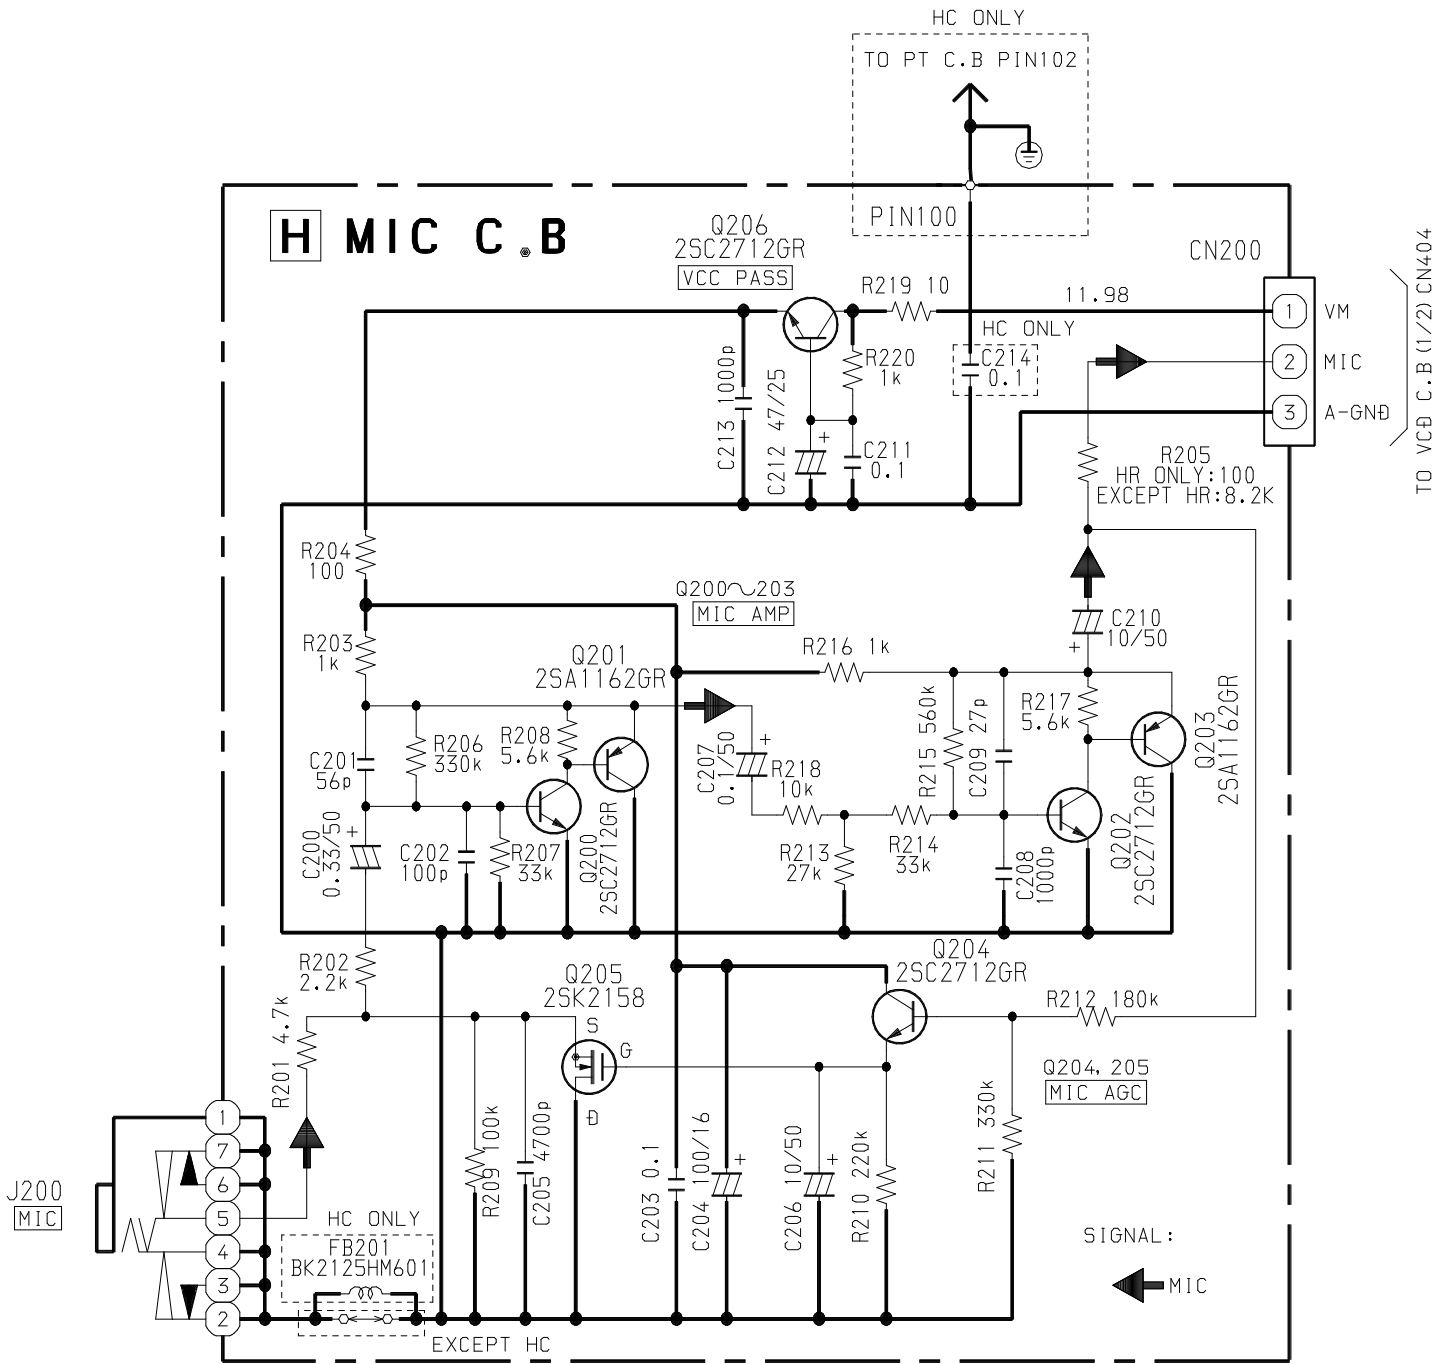 HC ONLY
TO PT C.B PIN102
PIN100
H MIC C.B
Q206
2SC2712GR
VCC PASS
R219 10
11.98
CN200
1 VM
2 MIC
3 A-GND
TO VCD C.B (1/2) CN404
HC ONLY
C214
0.1
R220
1k
C213 1000p
C212 47/25
+
C211
0.1
R205
HR ONLY:100
EXCEPT HR:8.2K
R204
100
Q200~203
MIC AMP
C210
10/50
+
R203
1k
Q201
2SA1162GR
R216 1k
R215 560k
C209 27p
R217
5.6k
Q203
2SA1162GR
C201
56p
R206
330k
R208
5.6k
C207
0.1/50
+
R218
10k
C200
0.33/50
+
C202
100p
R207
33k
Q200
2SC2712GR
R213
27k
R214
33k
C208
1000p
Q202
2SC2712GR
R202
2.2k
Q205
2SK2158
S
G
D
Q204
2SC2712GR
R212 180k
Q204,205
MIC AGC
R201 4.7k
R209 100k
C205 4700p
C203 0.1
C204 100/16
+
C206 10/50
+
R210 220k
R211 330k
J200
MIC
1
7
6
5
4
3
2
HC ONLY
FB201
BK2125HM601
EXCEPT HC
SIGNAL:
MIC